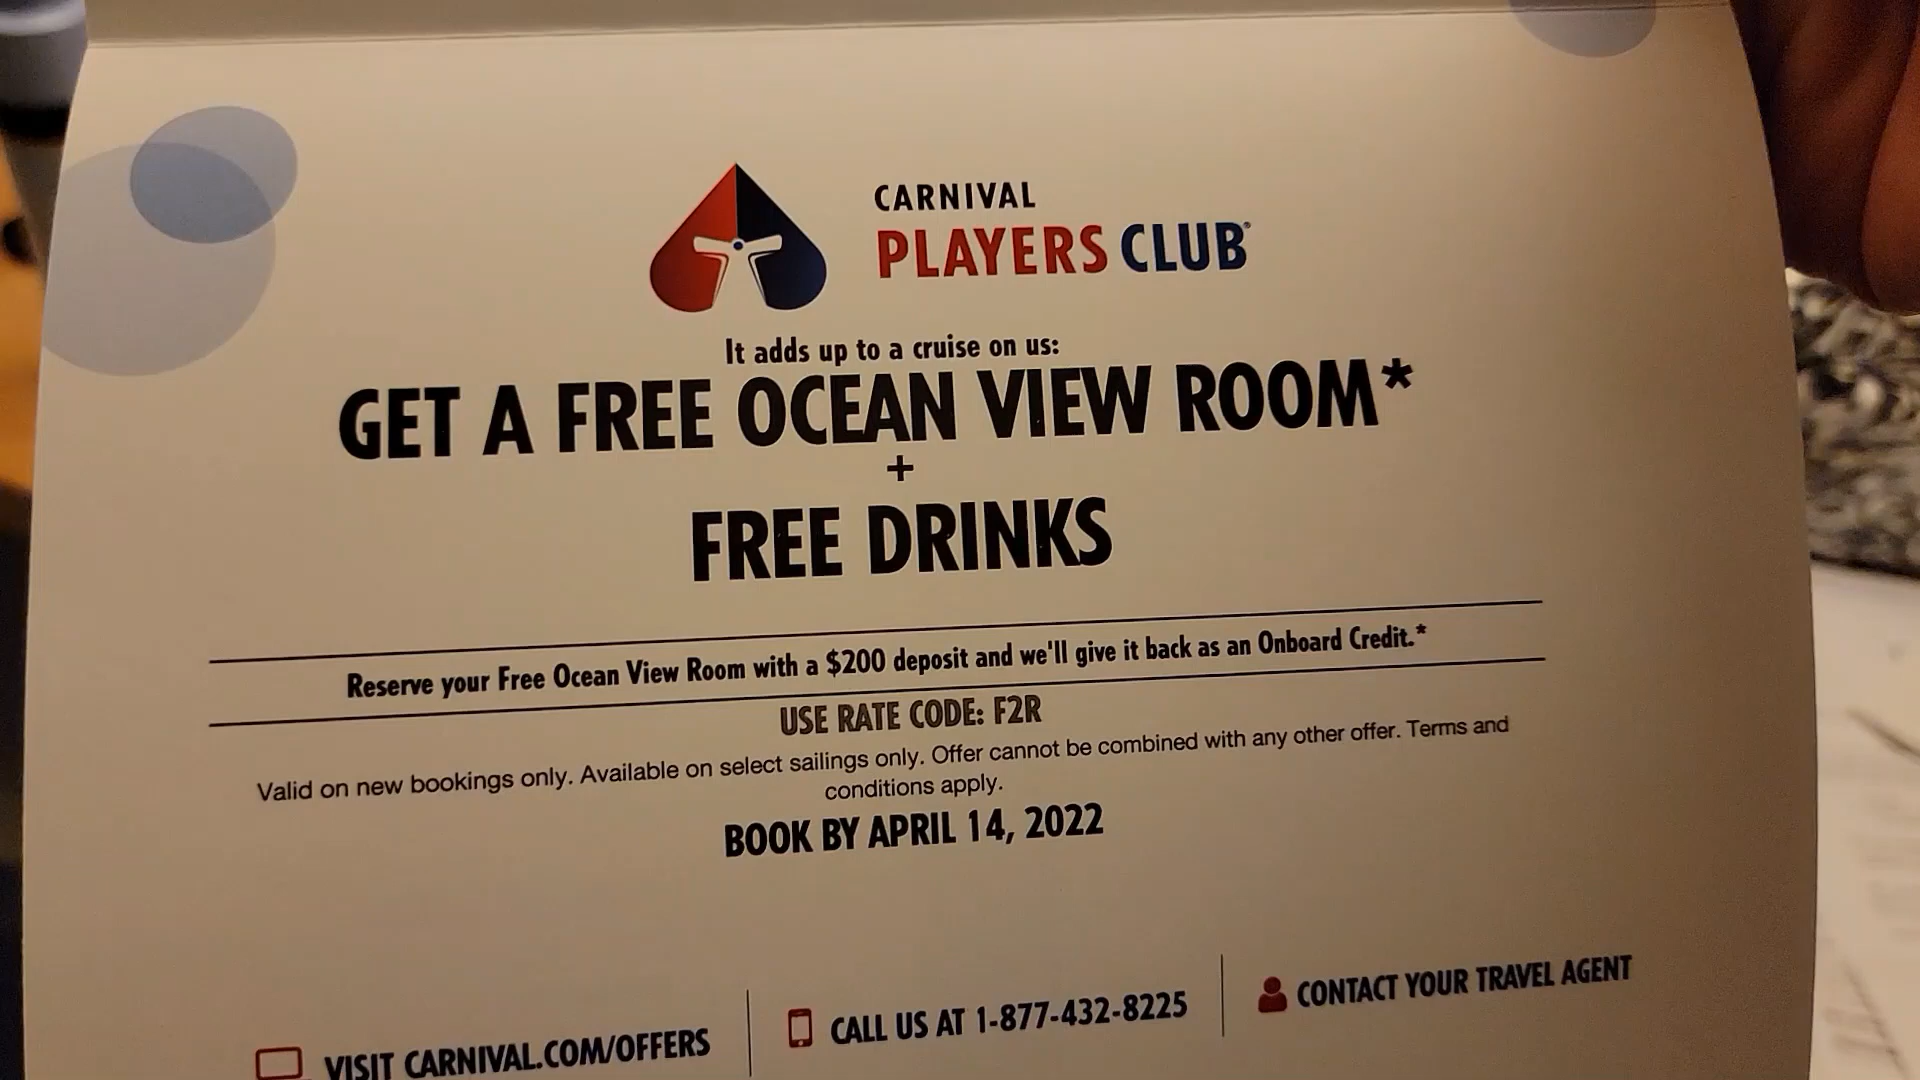 CARNIVAL
PLAYERS CLUB®
It adds up to a cruise on us:
GET A FREE OCEAN VIEW ROOM*
+
FREE DRINKS
Reserve your Free Ocean View Room with a $200 deposit and we'll give it back as an Onboard Credit.*
USE RATE CODE: F2R
Valid on new bookings only. Available on select sailings only. Offer cannot be combined with any other offer. Terms and
conditions apply.
BOOK BY APRIL 14, 2022
VISIT CARNIVAL.COM/OFFERS
CALL US AT 1-877-432-8225
CONTACT YOUR TRAVEL AGENT